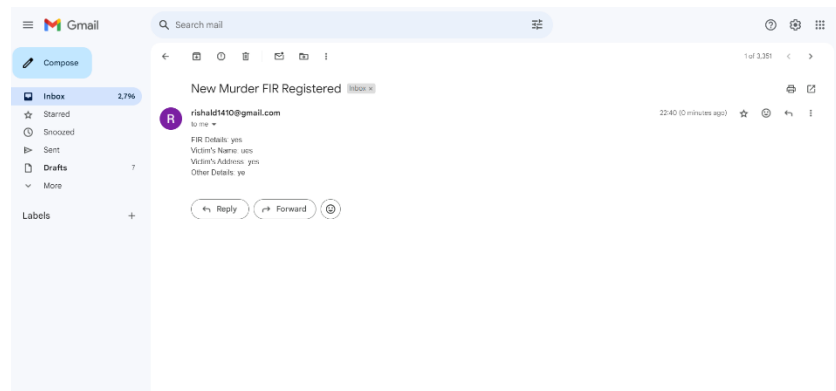 Gmail
Search mail
Compose
1 of 3,351
Inbox 2,796
Starred
Snoozed
Sent
Drafts 7
More
Labels
New Murder FIR Registered Inbox x
R
rishald1410@gmail.com 22:40 (0 minutes ago)
to me
FIR Details: yes
Victim's Name: ues
Victim's Address: yes
Other Details: ye
Reply Forward